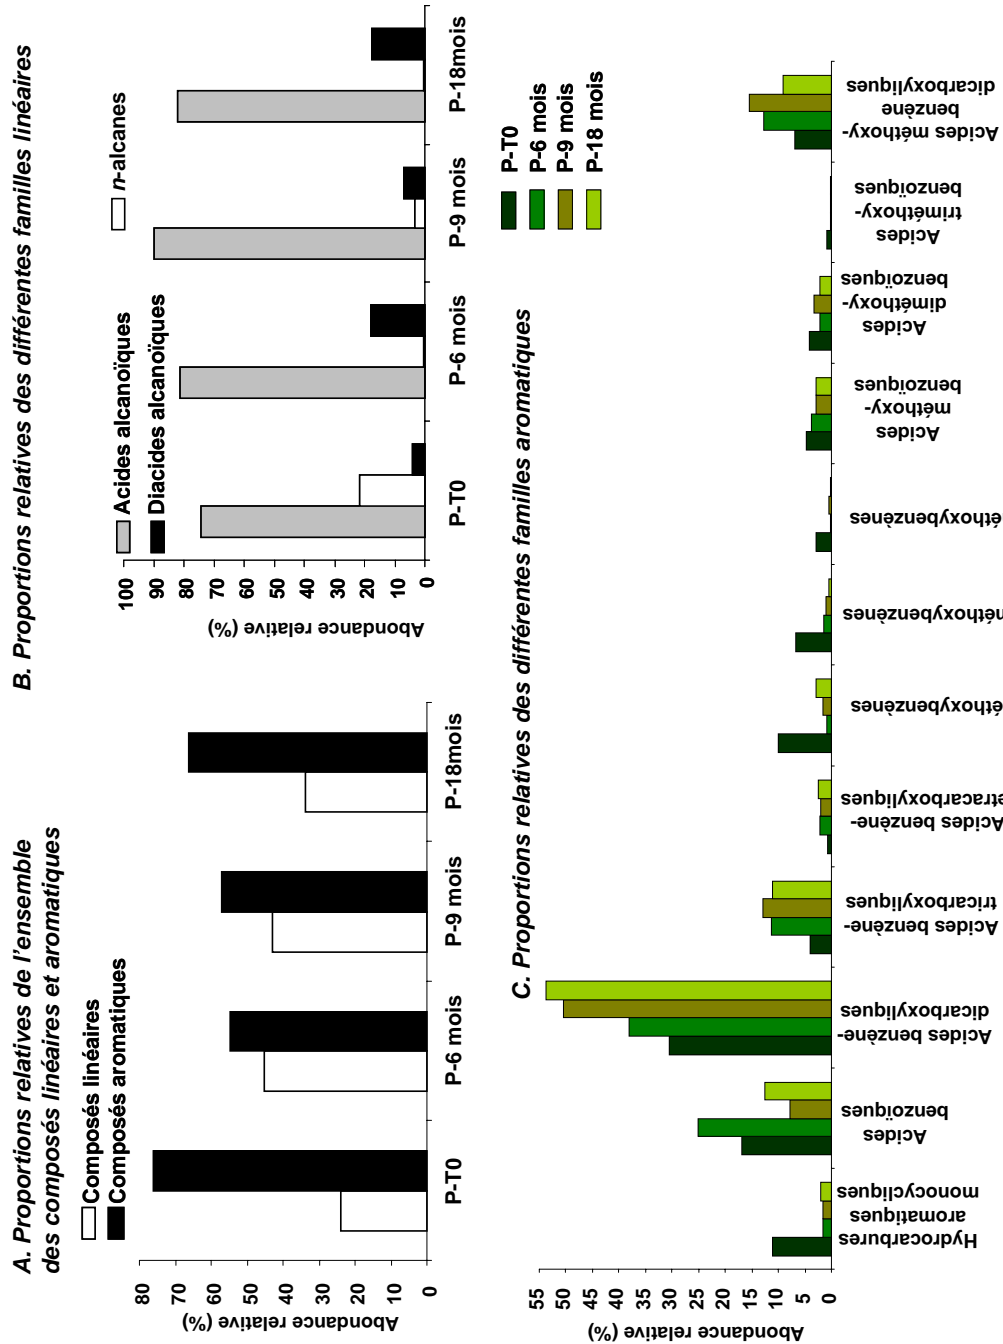 A. Proportions relatives de l'ensemble
des composés linéaires et aromatiques
Composés linéaires
Composés aromatiques
Abondance relative (%)
80
70
60
50
40
30
20
10
0
P-T0
P-6 mois
P-9 mois
P-18mois
B. Proportions relatives des différentes familles linéaires
Acides alcanoïques
n-alcanes
Diacides alcanoïques
Abondance relative (%)
100
90
80
70
60
50
40
30
20
10
0
P-T0
P-6 mois
P-9 mois
P-18mois
C. Proportions relatives des différentes familles aromatiques
P-T0
P-6 mois
P-9 mois
P-18 mois
Abondance relative (%)
55
50
45
40
35
30
25
20
15
10
5
0
Hydrocarbures
aromatiques
monocycliques
Acides
benzoïques
Acides benzène-
dicarboxyliques
Acides benzène-
tricarboxyliques
Acides benzène-
etracarboxyliques
éthoxybenzènes
éthoxybenzènes
éthoxybenzènes
Acides
méthoxy-
benzoïques
Acides
diméthoxy-
benzoïques
Acides
triméthoxy-
benzoïques
Acides méthoxy-
benzène
dicarboxyliques